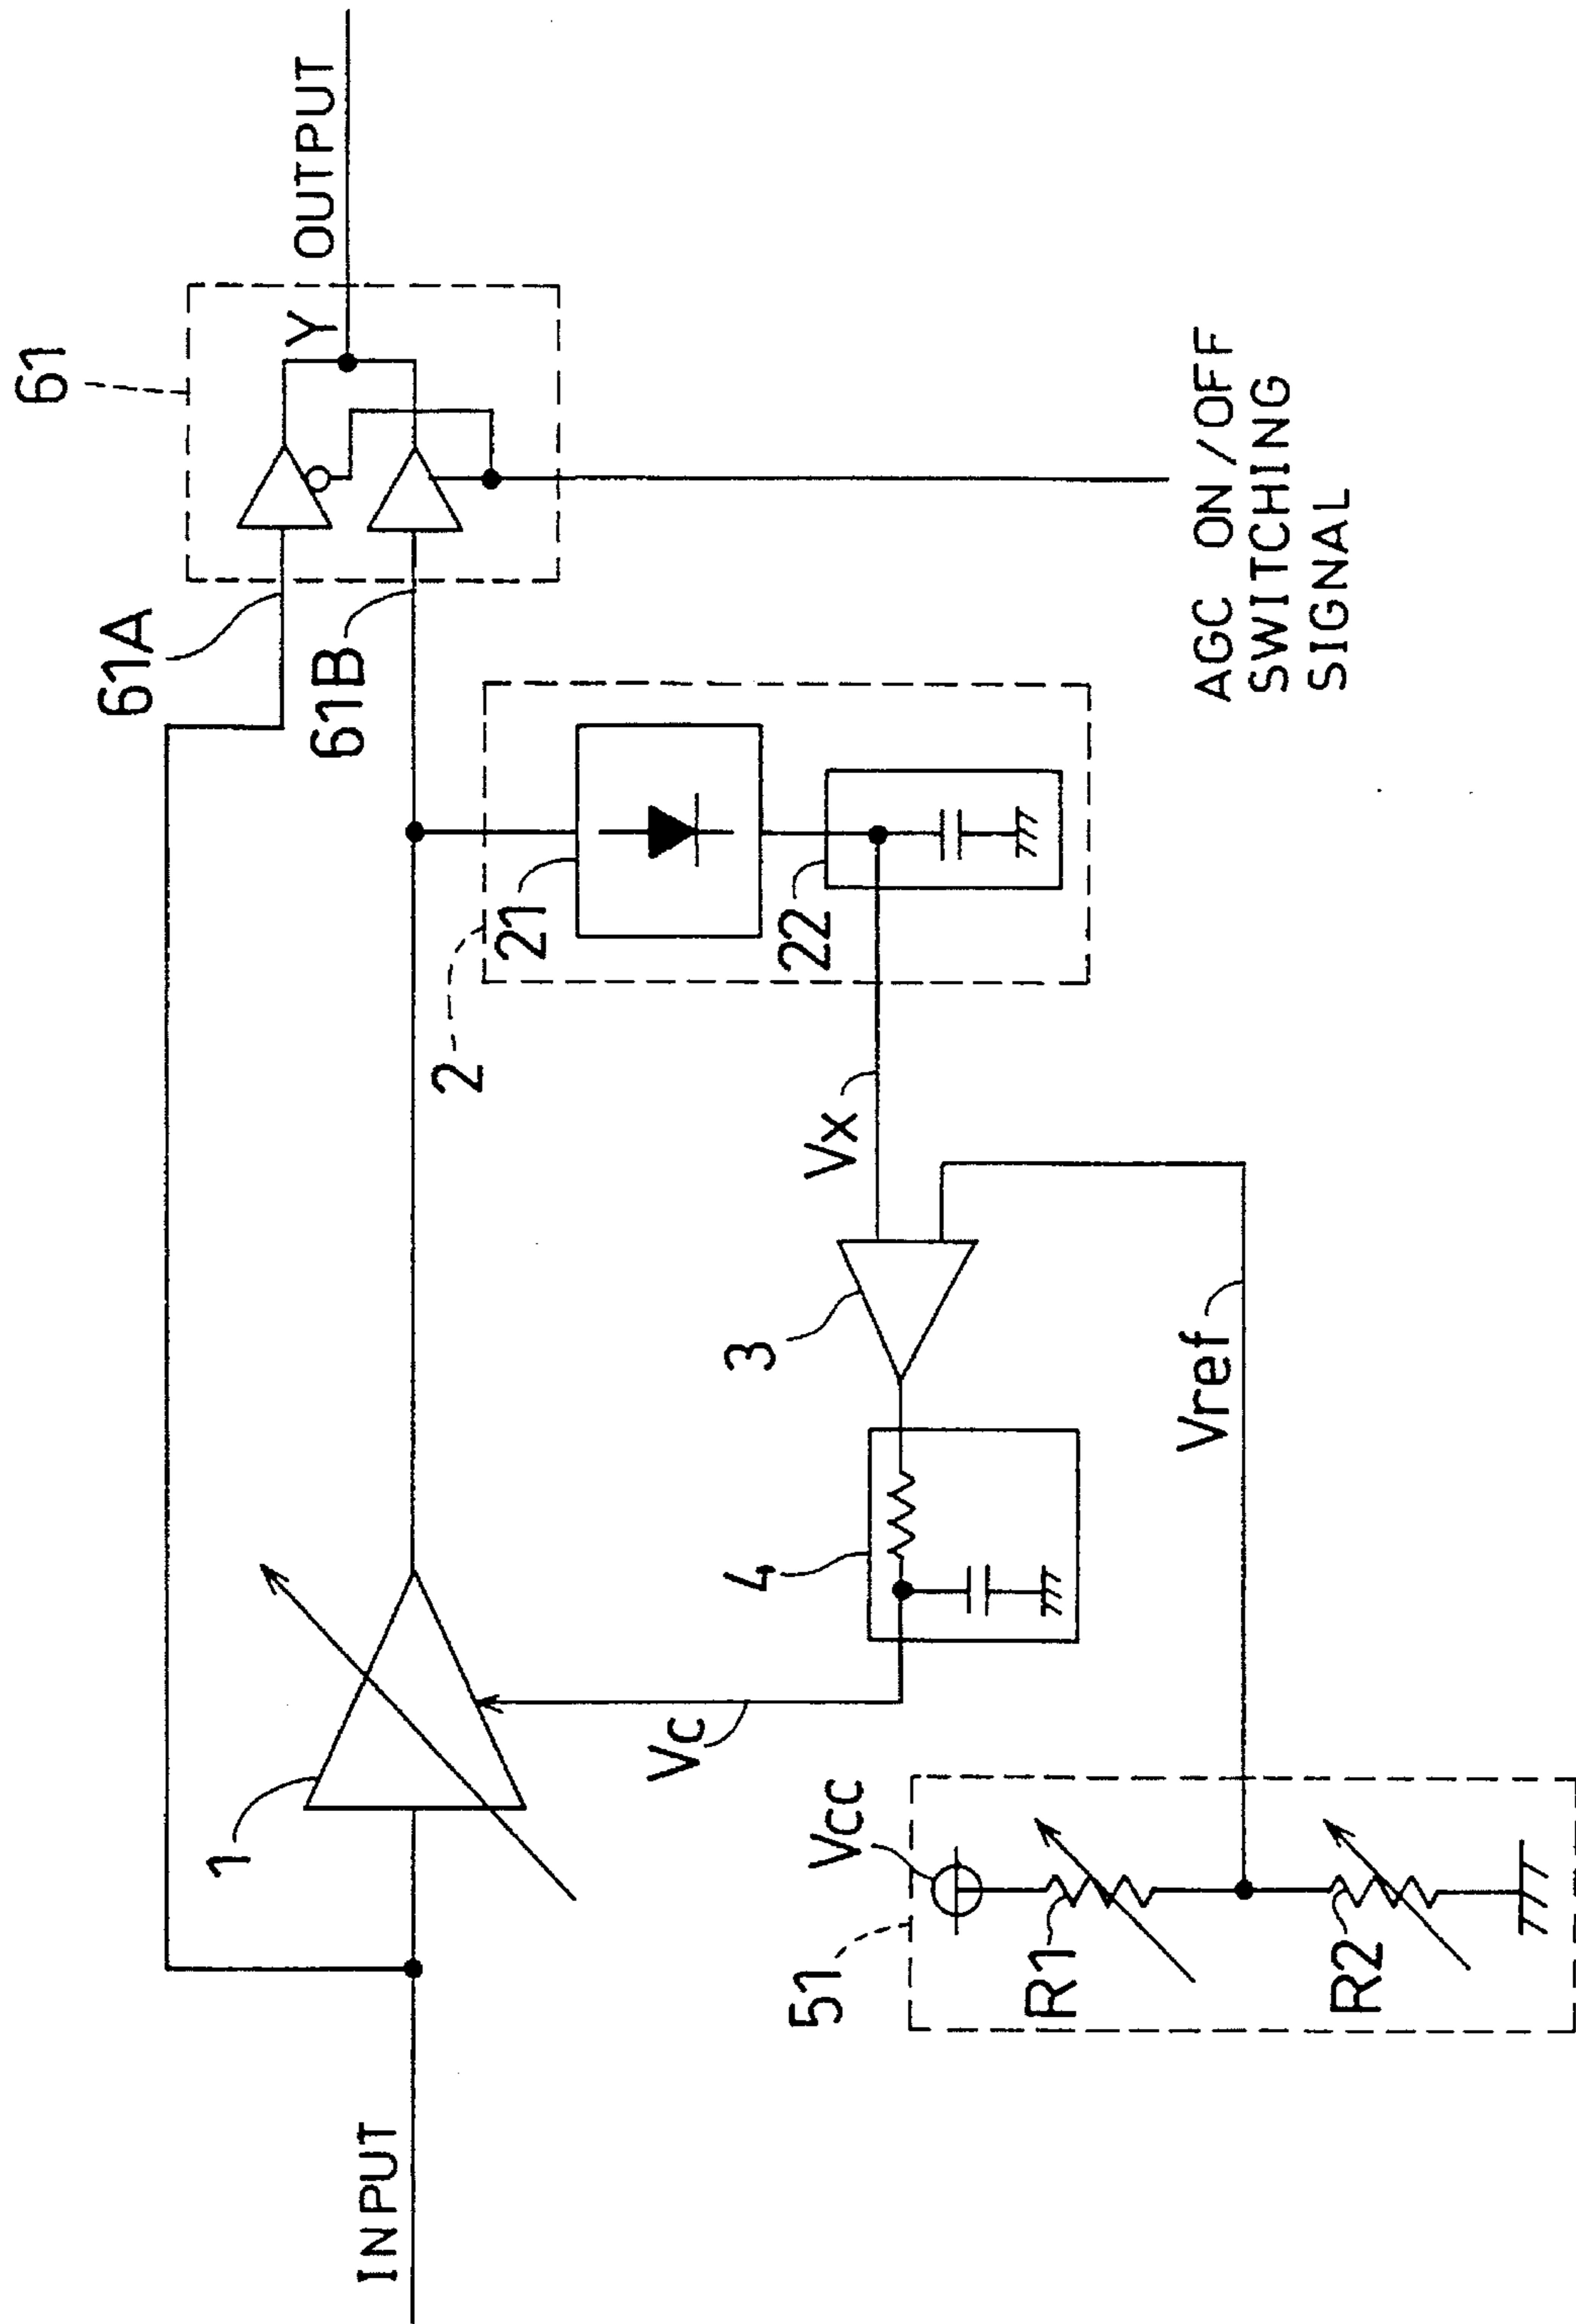 INPUT
1
Vc
4
3
Vx
2
21
22
61A
61B
61
Y
OUTPUT
AGC ON/OFF
SWITCHING
SIGNAL
Vref
51
Vcc
R1
R2